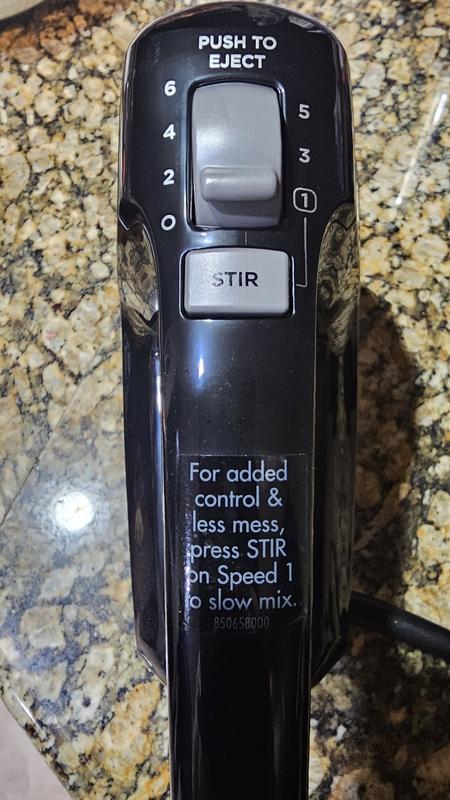 PUSH TO
EJECT
6
5
4
3
2
1
0
STIR
For added
control &
less mess,
press STIR
on Speed 1
to slow mix.
850658000